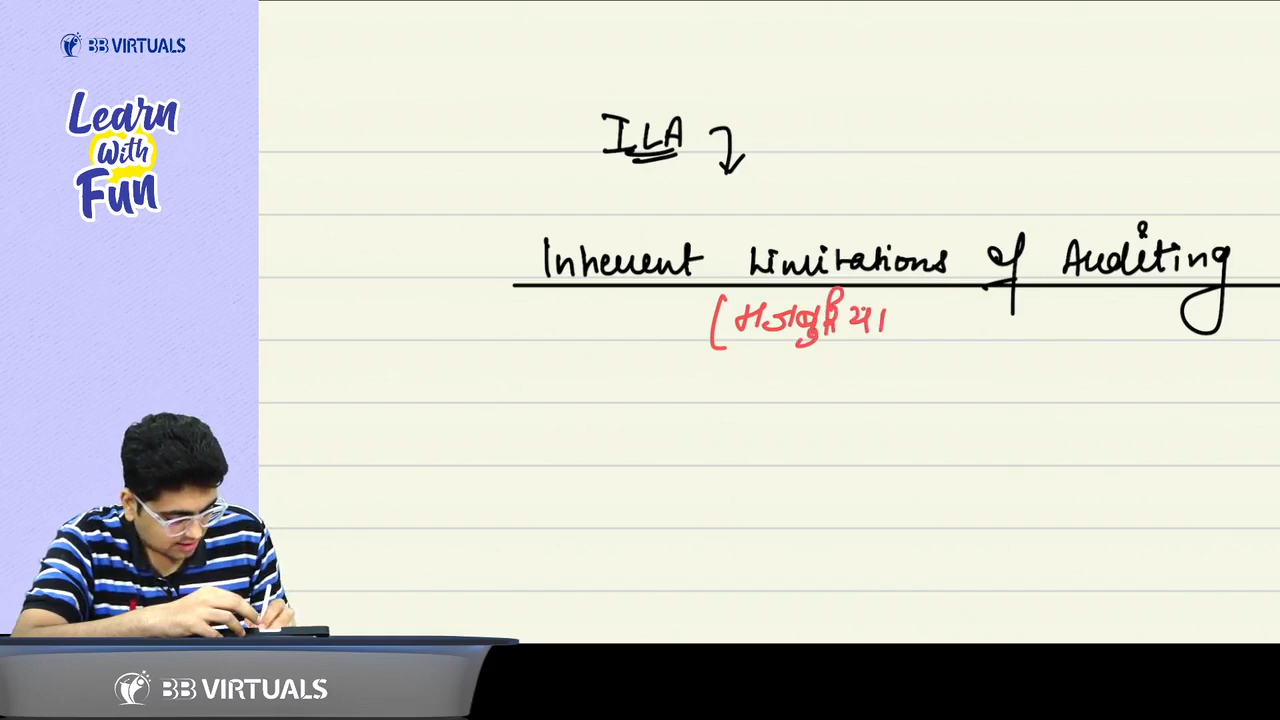 BB VIRTUALS
Learn
With
Fun
ILA
Inherent Limitations of Auditing
(मजबूरियां
BB VIRTUALS